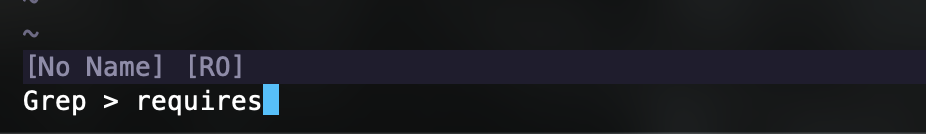 ~
~
[No Name] [RO]
Grep > requires